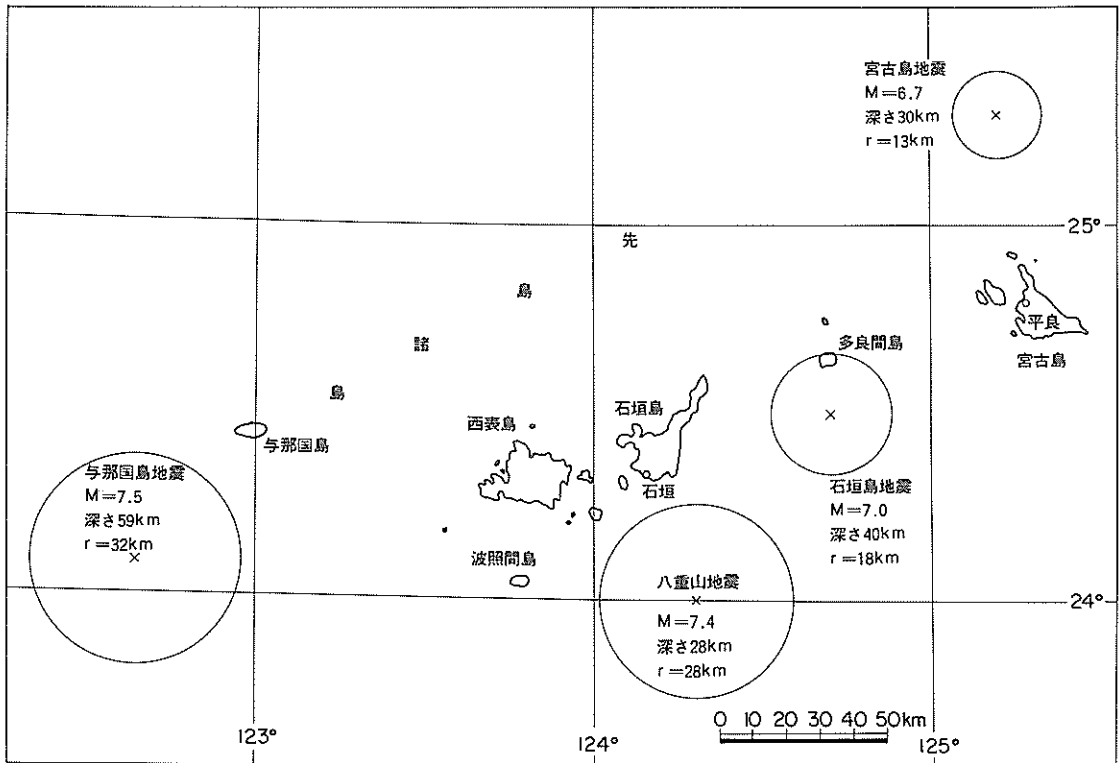 宮古島地震
M=6.7
深さ30km
r=13km
25°
先
島
諸
島
多良間島
平良
宮古島
石垣島
西表島
与那国島
与那国島地震
M=7.5
深さ59km
r=32km
石垣
石垣島地震
M=7.0
深さ40km
r=18km
波照間島
八重山地震
M=7.4
深さ28km
r=28km
24°
0 10 20 30 40 50km
123°
124°
125°